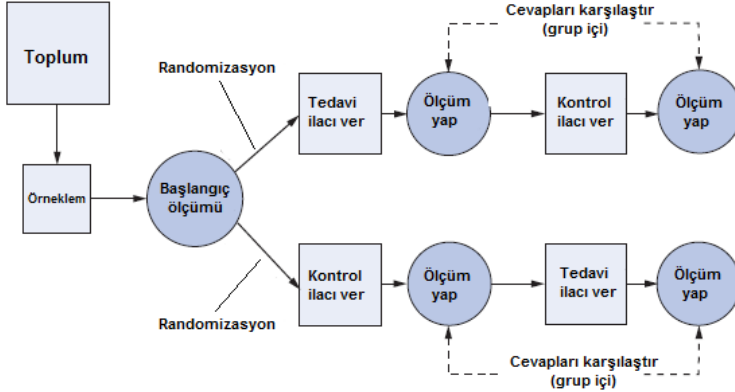 Cevapları karşılaştır
(grup içi)
Toplum
Randomizasyon
Tedavi
ilacı ver
Ölçüm
yap
Kontrol
ilacı ver
Ölçüm
yap
Örneklem
Başlangıç
ölçümü
Kontrol
ilacı ver
Ölçüm
yap
Tedavi
ilacı ver
Ölçüm
yap
Randomizasyon
Cevapları karşılaştır
(grup içi)